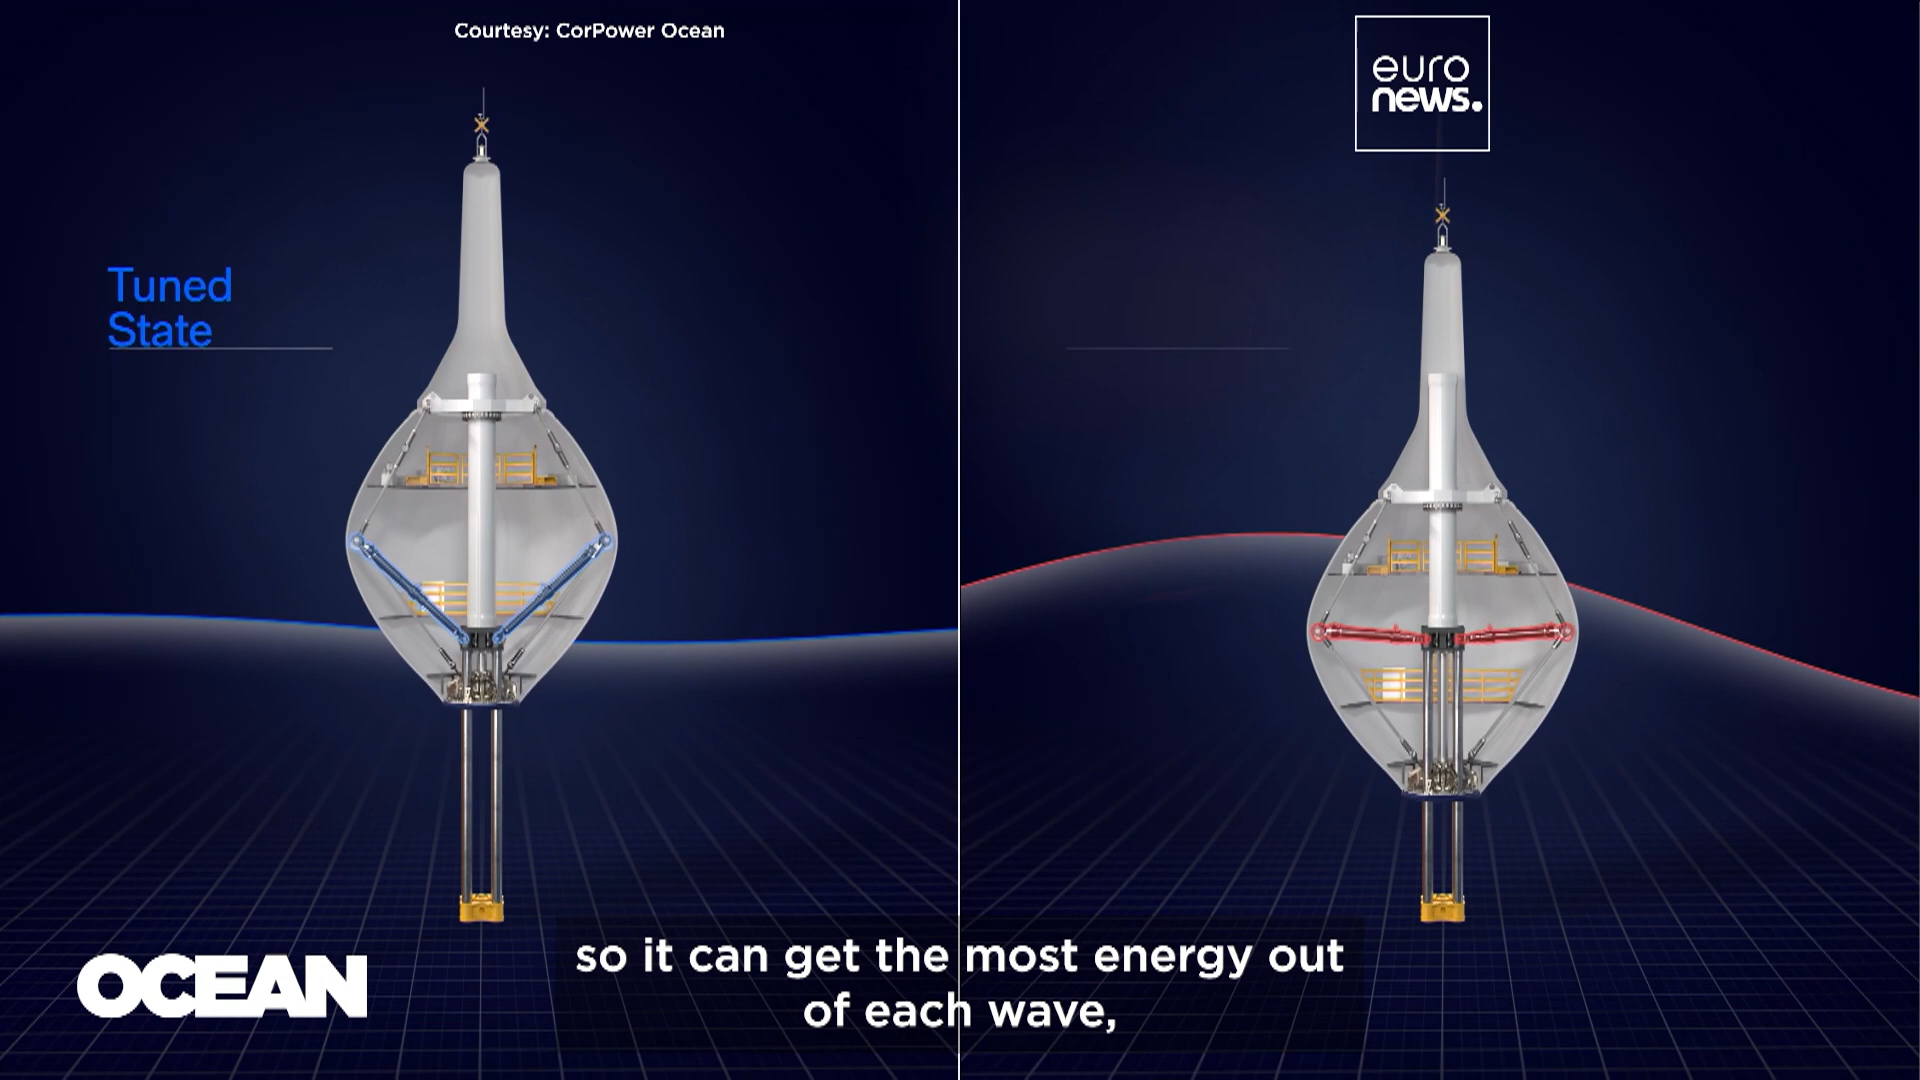 Courtesy: CorPower Ocean
euro
news.
Tuned
State
OCEAN
so it can get the most energy out
of each wave,